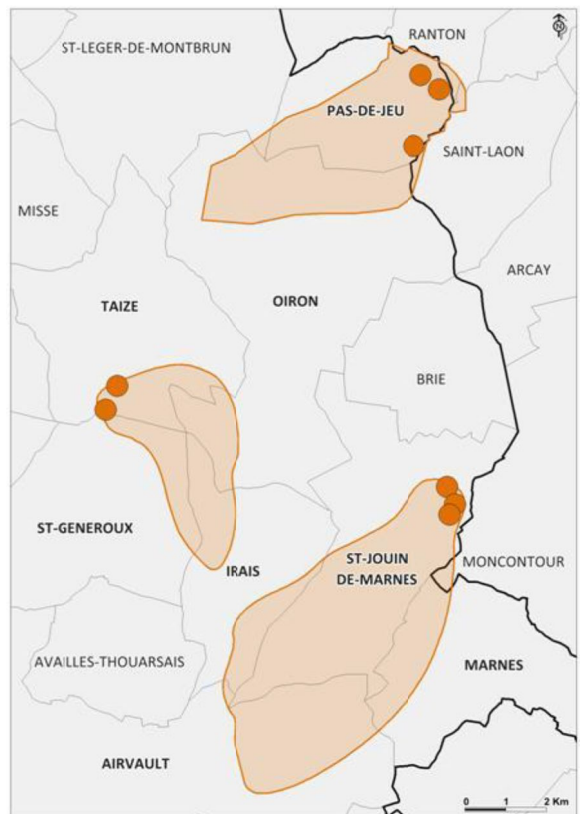 RANTON
ST-LEGER-DE-MONTBRUN
N
PAS-DE-JEU
SAINT-LAON
MISSE
ARCAY
TAIZE
OIRON
BRIE
ST-GENEROUX
IRAIS
ST-JOUIN
DE-MARNES
MONCONTOUR
AVAILLES-THOUARSAIS
MARNES
AIRVAULT
0 1 2 Km